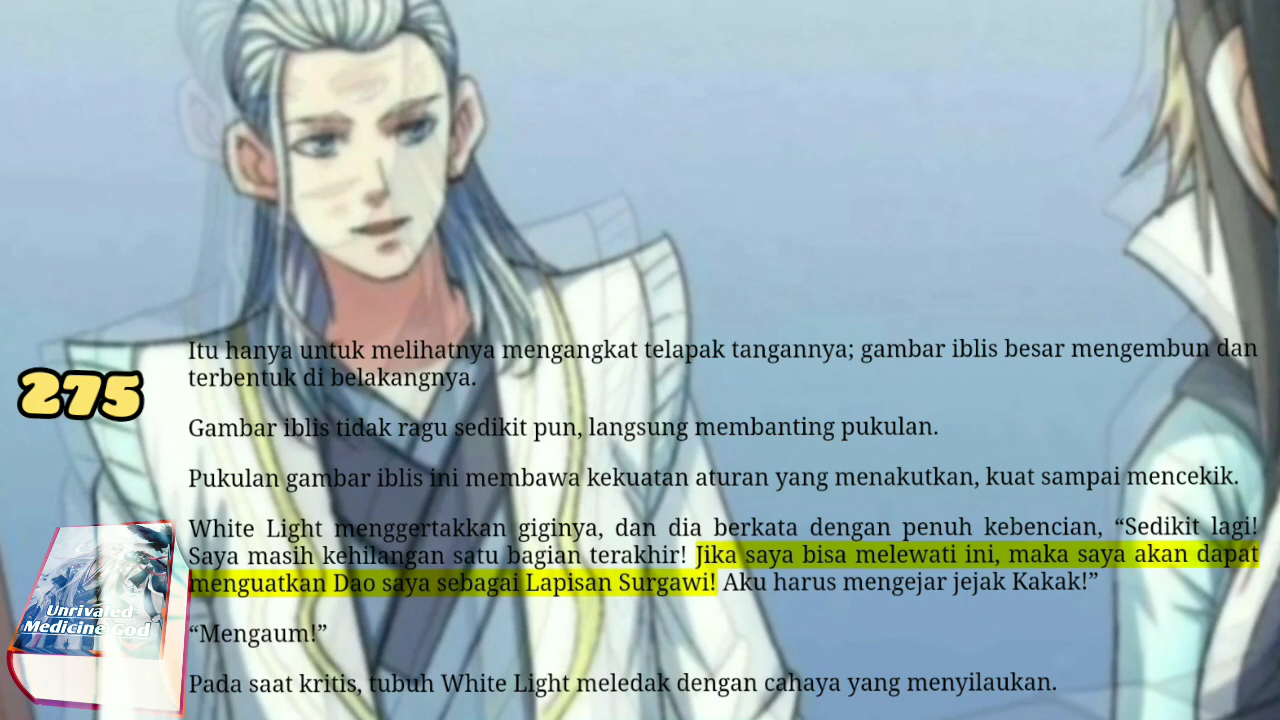 Itu hanya untuk melihatnya mengangkat telapak tangannya; gambar iblis besar mengembun dan
terbentuk di belakangnya.
275
Gambar iblis tidak ragu sedikit pun, langsung membanting pukulan.
Pukulan gambar iblis ini membawa kekuatan aturan yang menakutkan, kuat sampai mencekik.
White Light menggertakkan giginya, dan dia berkata dengan penuh kebencian, “Sedikit lagi!
Saya masih kehilangan satu bagian terakhir! Jika saya bisa melewati ini, maka saya akan dapat
menguatkan Dao saya sebagai Lapisan Surgawi! Aku harus mengejar jejak Kakak!”
Unrivaled
Medicine God
“Mengaum!”
Pada saat kritis, tubuh White Light meledak dengan cahaya yang menyilaukan.